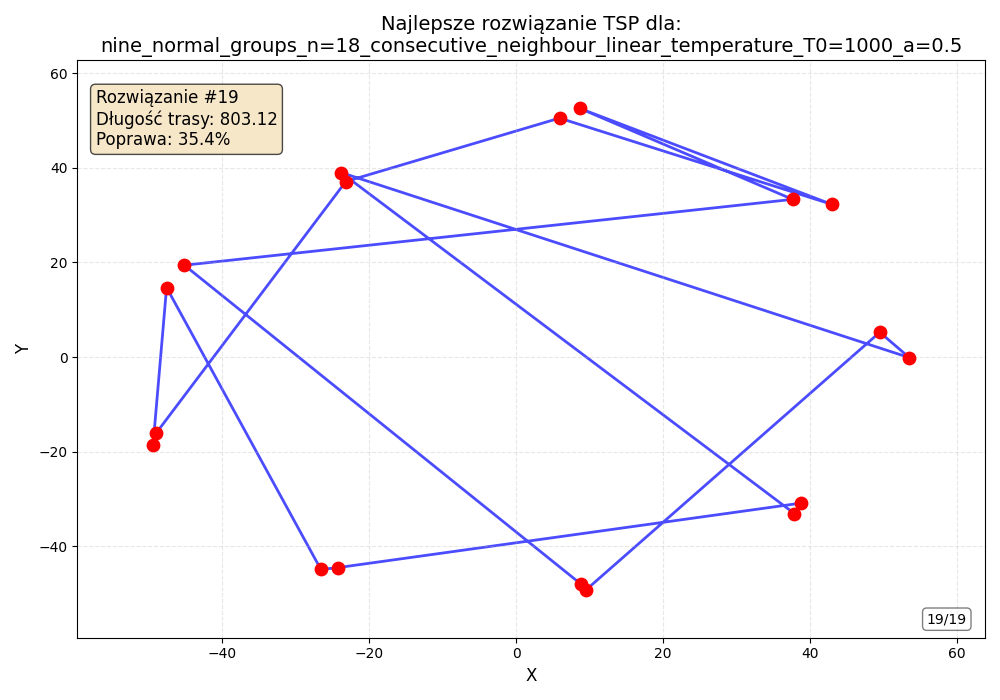 Najlepsze rozwiązanie TSP dla:
nine_normal_groups_n=18_consecutive_neighbour_linear_temperature_T0=1000_a=0.5
Rozwiązanie #19
Długość trasy: 803.12
Poprawa: 35.4%
60
40
20
0
−20
−40
Y
19/19
−40
−20
0
20
40
60
X